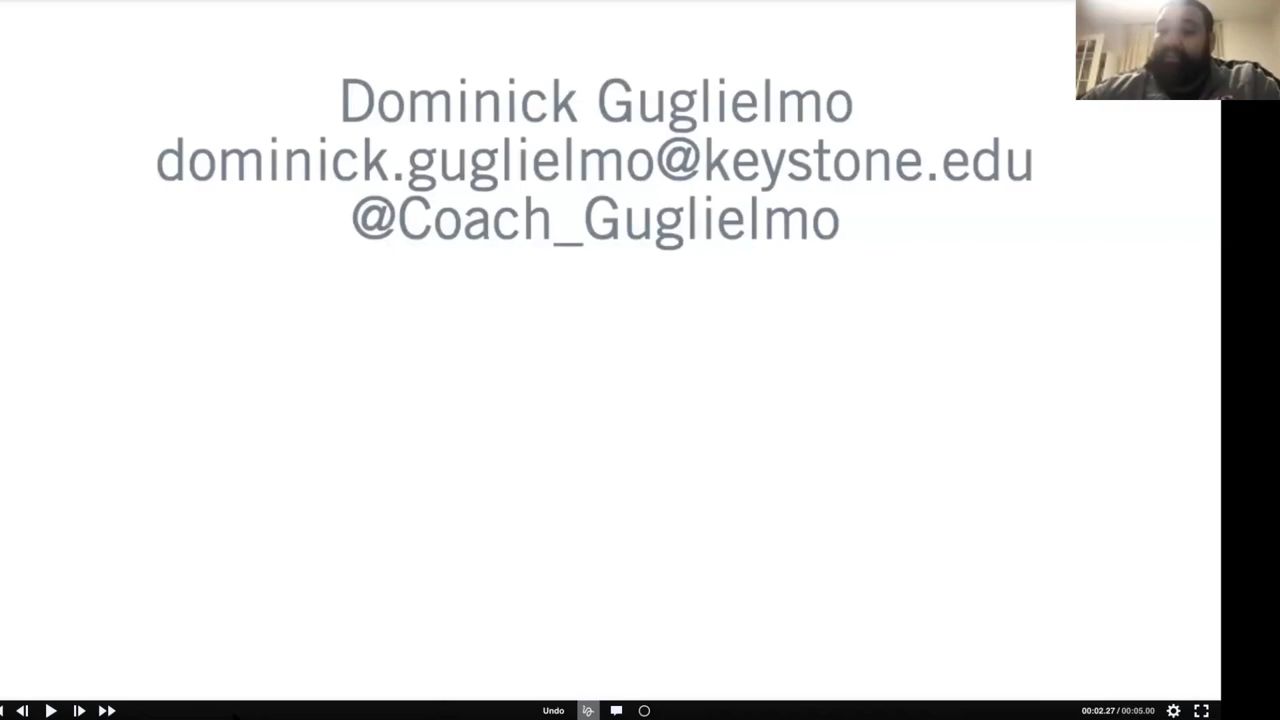 Dominick Guglielmo
dominick.guglielmo@keystone.edu
@Coach_Guglielmo
Undo
00:02.27 / 00:05.00